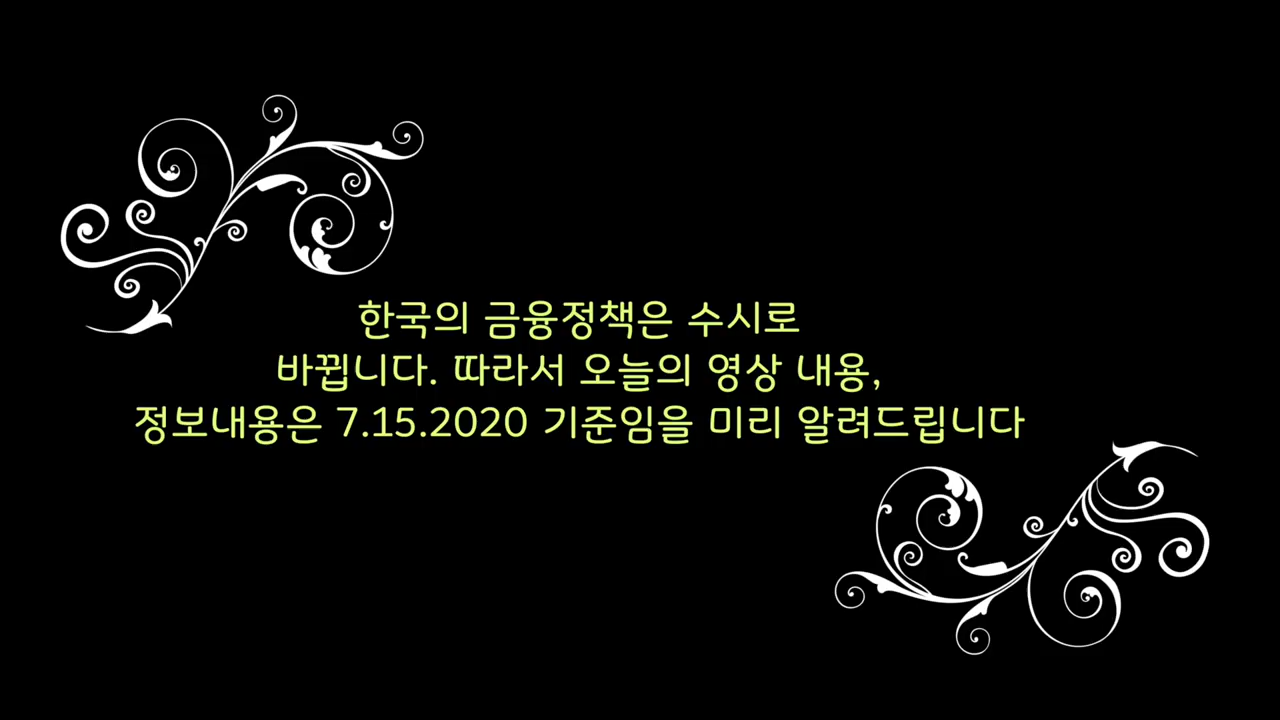 한국의 금융정책은 수시로
바뀝니다. 따라서 오늘의 영상 내용,
정보내용은 7.15.2020 기준임을 미리 알려드립니다